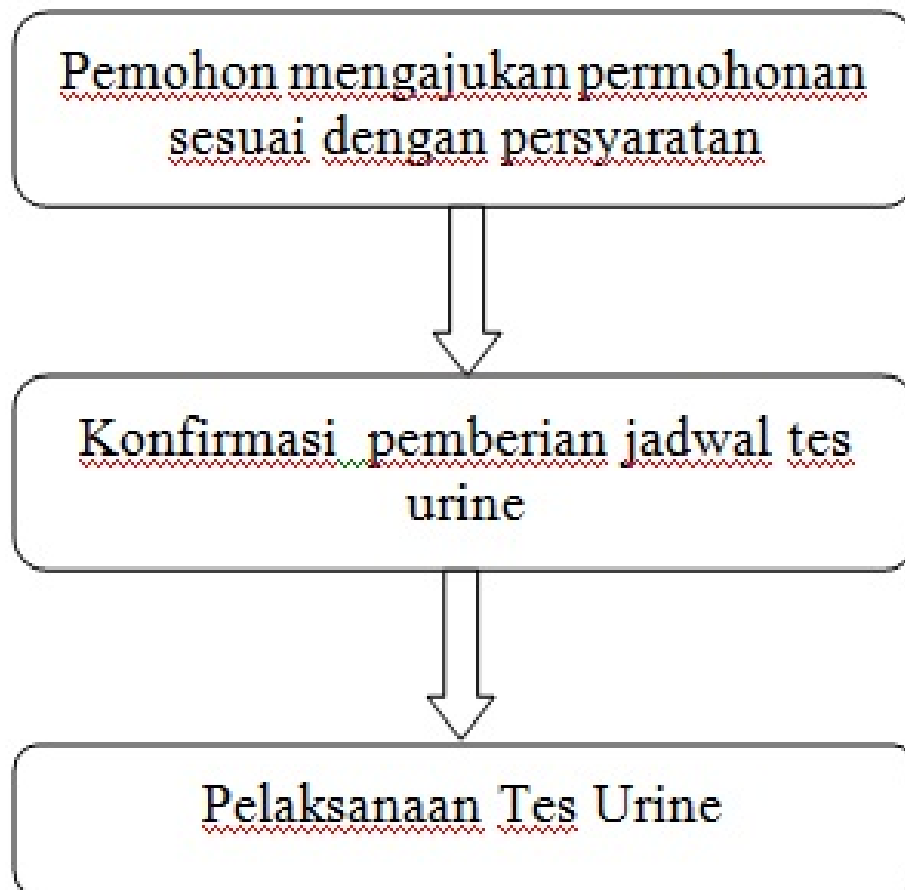 Pemohon mengajukan permohonan
sesuai dengan persyaratan
Konfirmasi pemberian jadwal tes
urine
Pelaksanaan Tes Urine